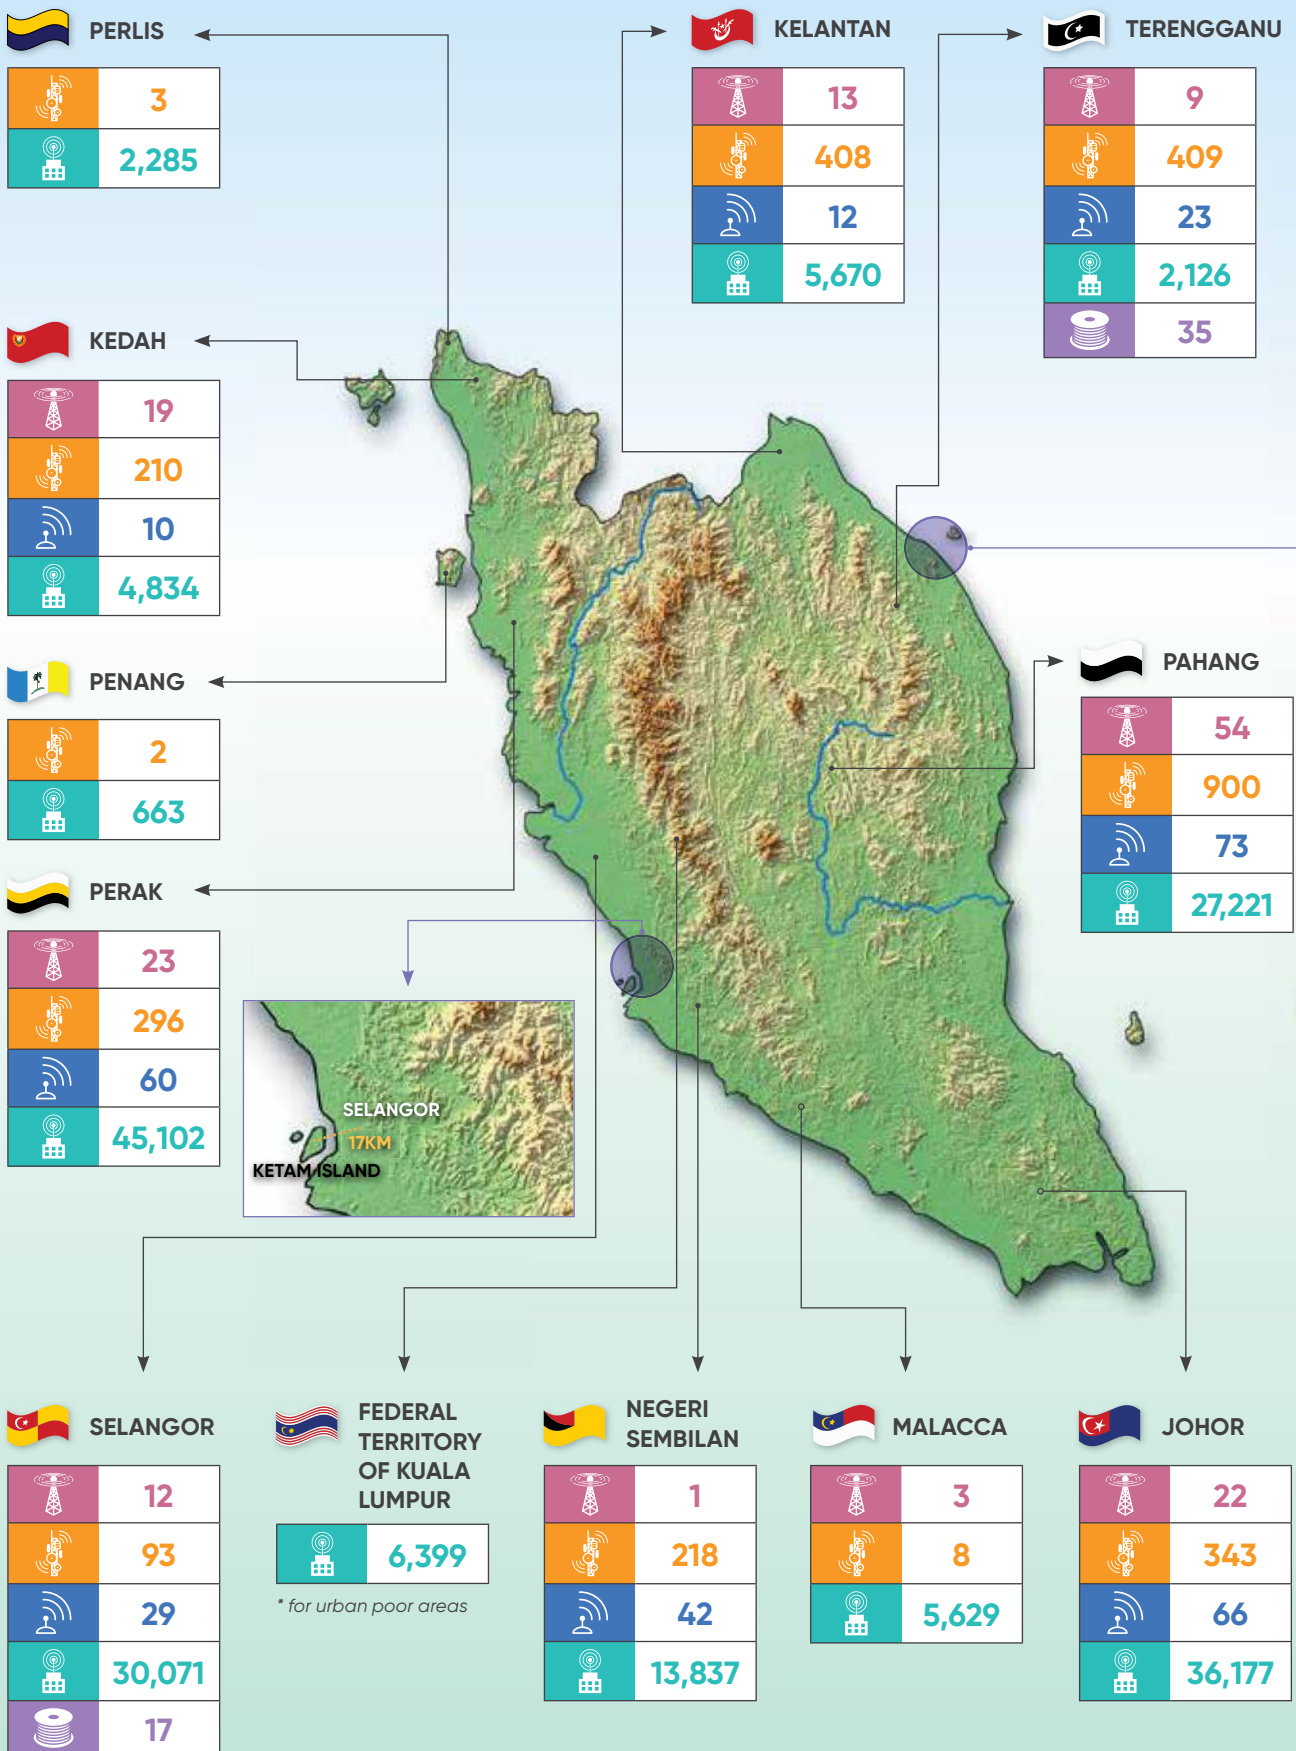 PERLIS
3
2,285
KELANTAN
13
408
12
5,670
TERENGGANU
9
409
23
2,126
35
KEDAH
19
210
10
4,834
PENANG
2
663
PAHANG
54
900
73
27,221
PERAK
23
296
60
45,102
SELANGOR
17KM
KETAM ISLAND
SELANGOR
12
93
29
30,071
17
FEDERAL
TERRITORY
OF KUALA
LUMPUR
6,399
* for urban poor areas
NEGERI
SEMBILAN
1
218
42
13,837
MALACCA
3
8
5,629
JOHOR
22
343
66
36,177